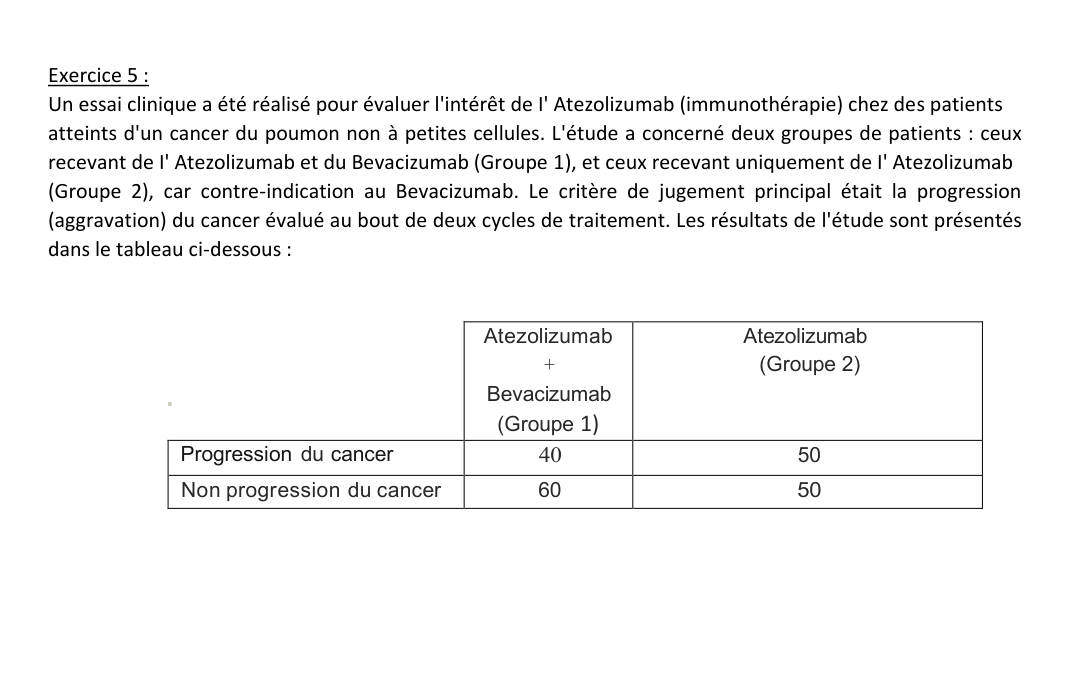 Exercice 5 :
Un essai clinique a été réalisé pour évaluer l'intérêt de I' Atezolizumab (immunothérapie) chez des patients
atteints d'un cancer du poumon non à petites cellules. L'étude a concerné deux groupes de patients : ceux
recevant de I' Atezolizumab et du Bevacizumab (Groupe 1), et ceux recevant uniquement de I' Atezolizumab
(Groupe 2), car contre-indication au Bevacizumab. Le critère de jugement principal était la progression
(aggravation) du cancer évalué au bout de deux cycles de traitement. Les résultats de l'étude sont présentés
dans le tableau ci-dessous :
Atezolizumab
+
Bevacizumab
(Groupe 1)
Atezolizumab
(Groupe 2)
Progression du cancer 40 50
Non progression du cancer 60 50